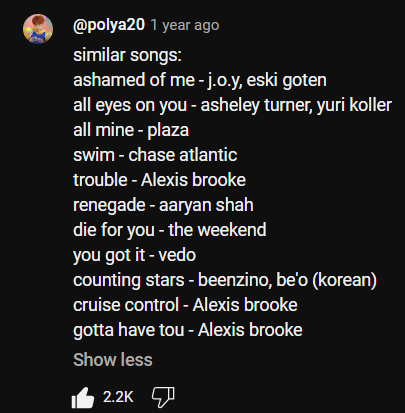 @polya20 1 year ago
similar songs:
ashamed of me - j.o.y, eski goten
all eyes on you - asheley turner, yuri koller
all mine - plaza
swim - chase atlantic
trouble - Alexis brooke
renegade - aaryan shah
die for you - the weekend
you got it - vedo
counting stars - beenzino, be'o (korean)
cruise control - Alexis brooke
gotta have tou - Alexis brooke
Show less
2.2K